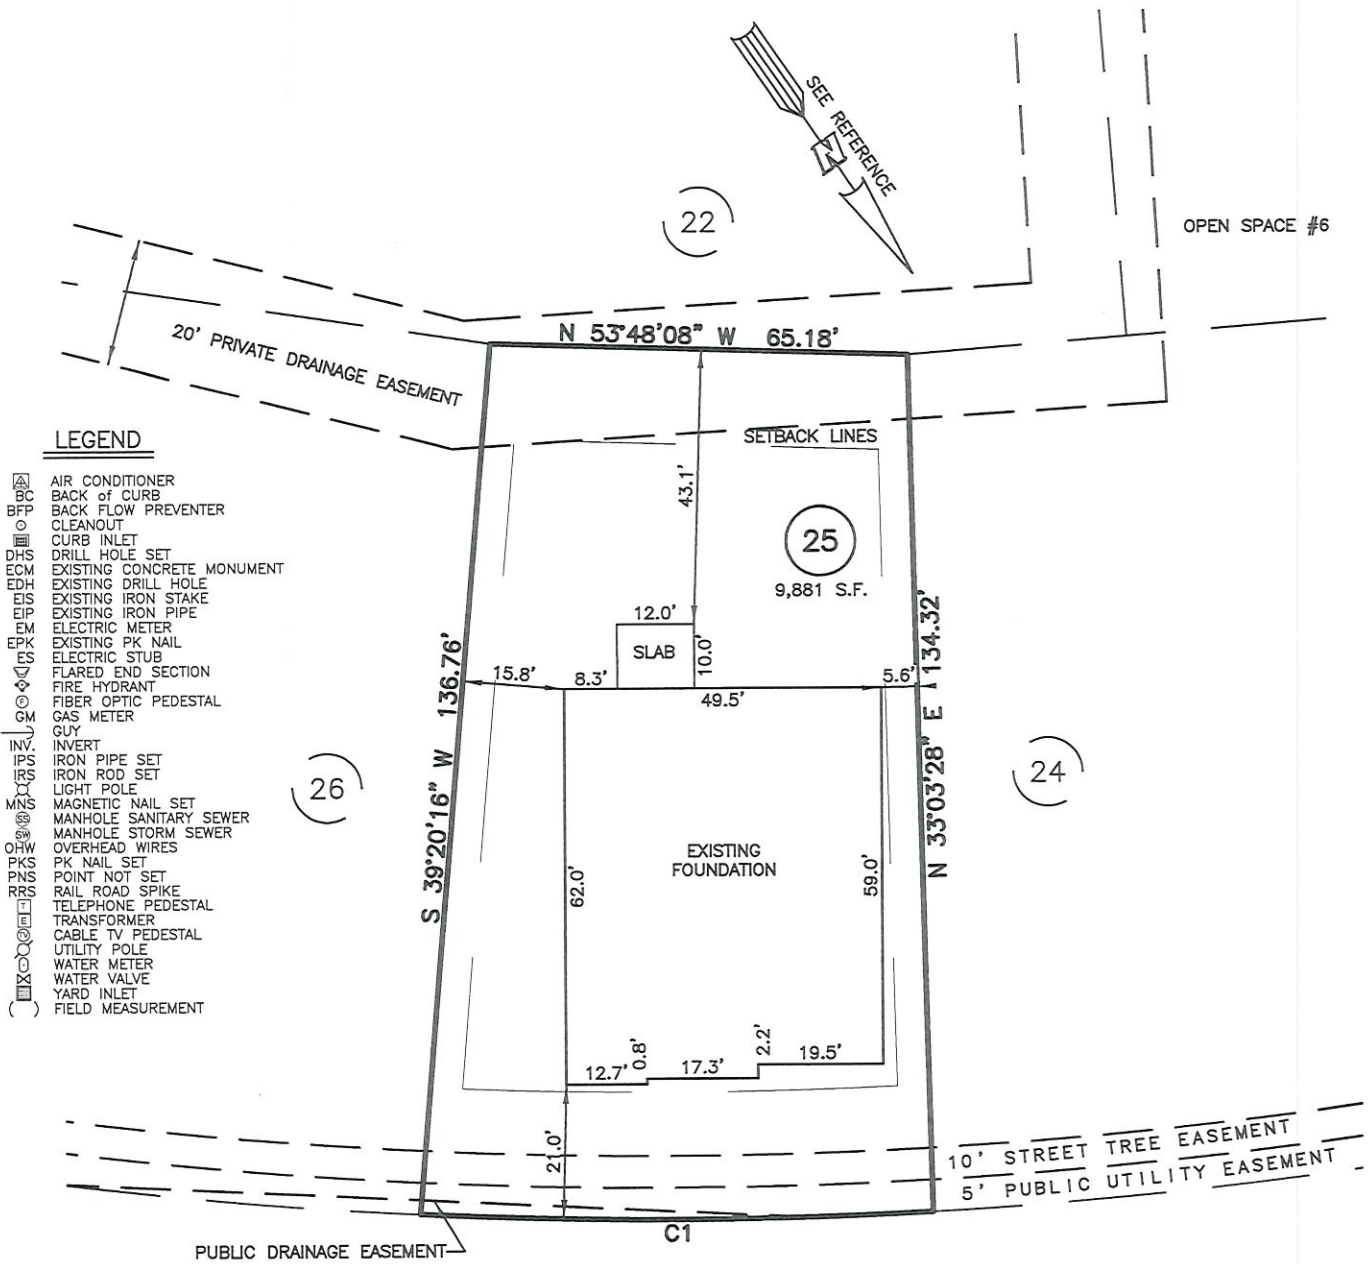 SEE REFERENCE
22
OPEN SPACE #6
N 53°48'08" W 65.18'
20' PRIVATE DRAINAGE EASEMENT
SETBACK LINES
43.1'
25
9,881 S.F.
LEGEND
A AIR CONDITIONER
BC BACK of CURB
BFP BACK FLOW PREVENTER
CLEANOUT
CURB INLET
DHS DRILL HOLE SET
ECM EXISTING CONCRETE MONUMENT
EDH EXISTING DRILL HOLE
EIS EXISTING IRON STAKE
EIP EXISTING IRON PIPE
EM ELECTRIC METER
EPK EXISTING PK NAIL
ES ELECTRIC STUB
FLARED END SECTION
FIRE HYDRANT
F FIBER OPTIC PEDESTAL
GM GAS METER
GUY
INV. INVERT
IPS IRON PIPE SET
IRS IRON ROD SET
LIGHT POLE
MNS MAGNETIC NAIL SET
SS MANHOLE SANITARY SEWER
SW MANHOLE STORM SEWER
OHW OVERHEAD WIRES
PKS PK NAIL SET
PNS POINT NOT SET
RRS RAIL ROAD SPIKE
T TELEPHONE PEDESTAL
E TRANSFORMER
CABLE TV PEDESTAL
UTILITY POLE
WATER METER
WATER VALVE
YARD INLET
( ) FIELD MEASUREMENT
12.0'
SLAB
10.0'
15.8'
8.3'
49.5'
5.6'
S 39°20'16" W 136.76'
N 33°03'28" E 134.32'
26
24
EXISTING
FOUNDATION
62.0'
59.0'
12.7'
0.8'
17.3'
2.2'
19.5'
21.0'
10' STREET TREE EASEMENT
5' PUBLIC UTILITY EASEMENT
C1
PUBLIC DRAINAGE EASEMENT